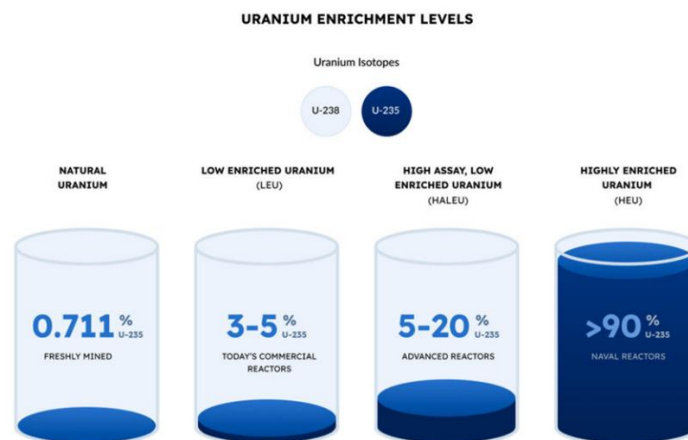 URANIUM ENRICHMENT LEVELS
Uranium Isotopes
U-238
U-235
NATURAL
URANIUM
LOW ENRICHED URANIUM
(LEU)
HIGH ASSAY, LOW
ENRICHED URANIUM
(HALEU)
HIGHLY ENRICHED
URANIUM
(HEU)
0.711 % U-235
FRESHLY MINED
3-5 % U-235
TODAY'S COMMERCIAL
REACTORS
5-20 % U-235
ADVANCED REACTORS
>90 % U-235
NAVAL REACTORS